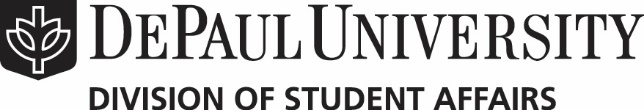 DEPAUL UNIVERSITY
DIVISION OF STUDENT AFFAIRS